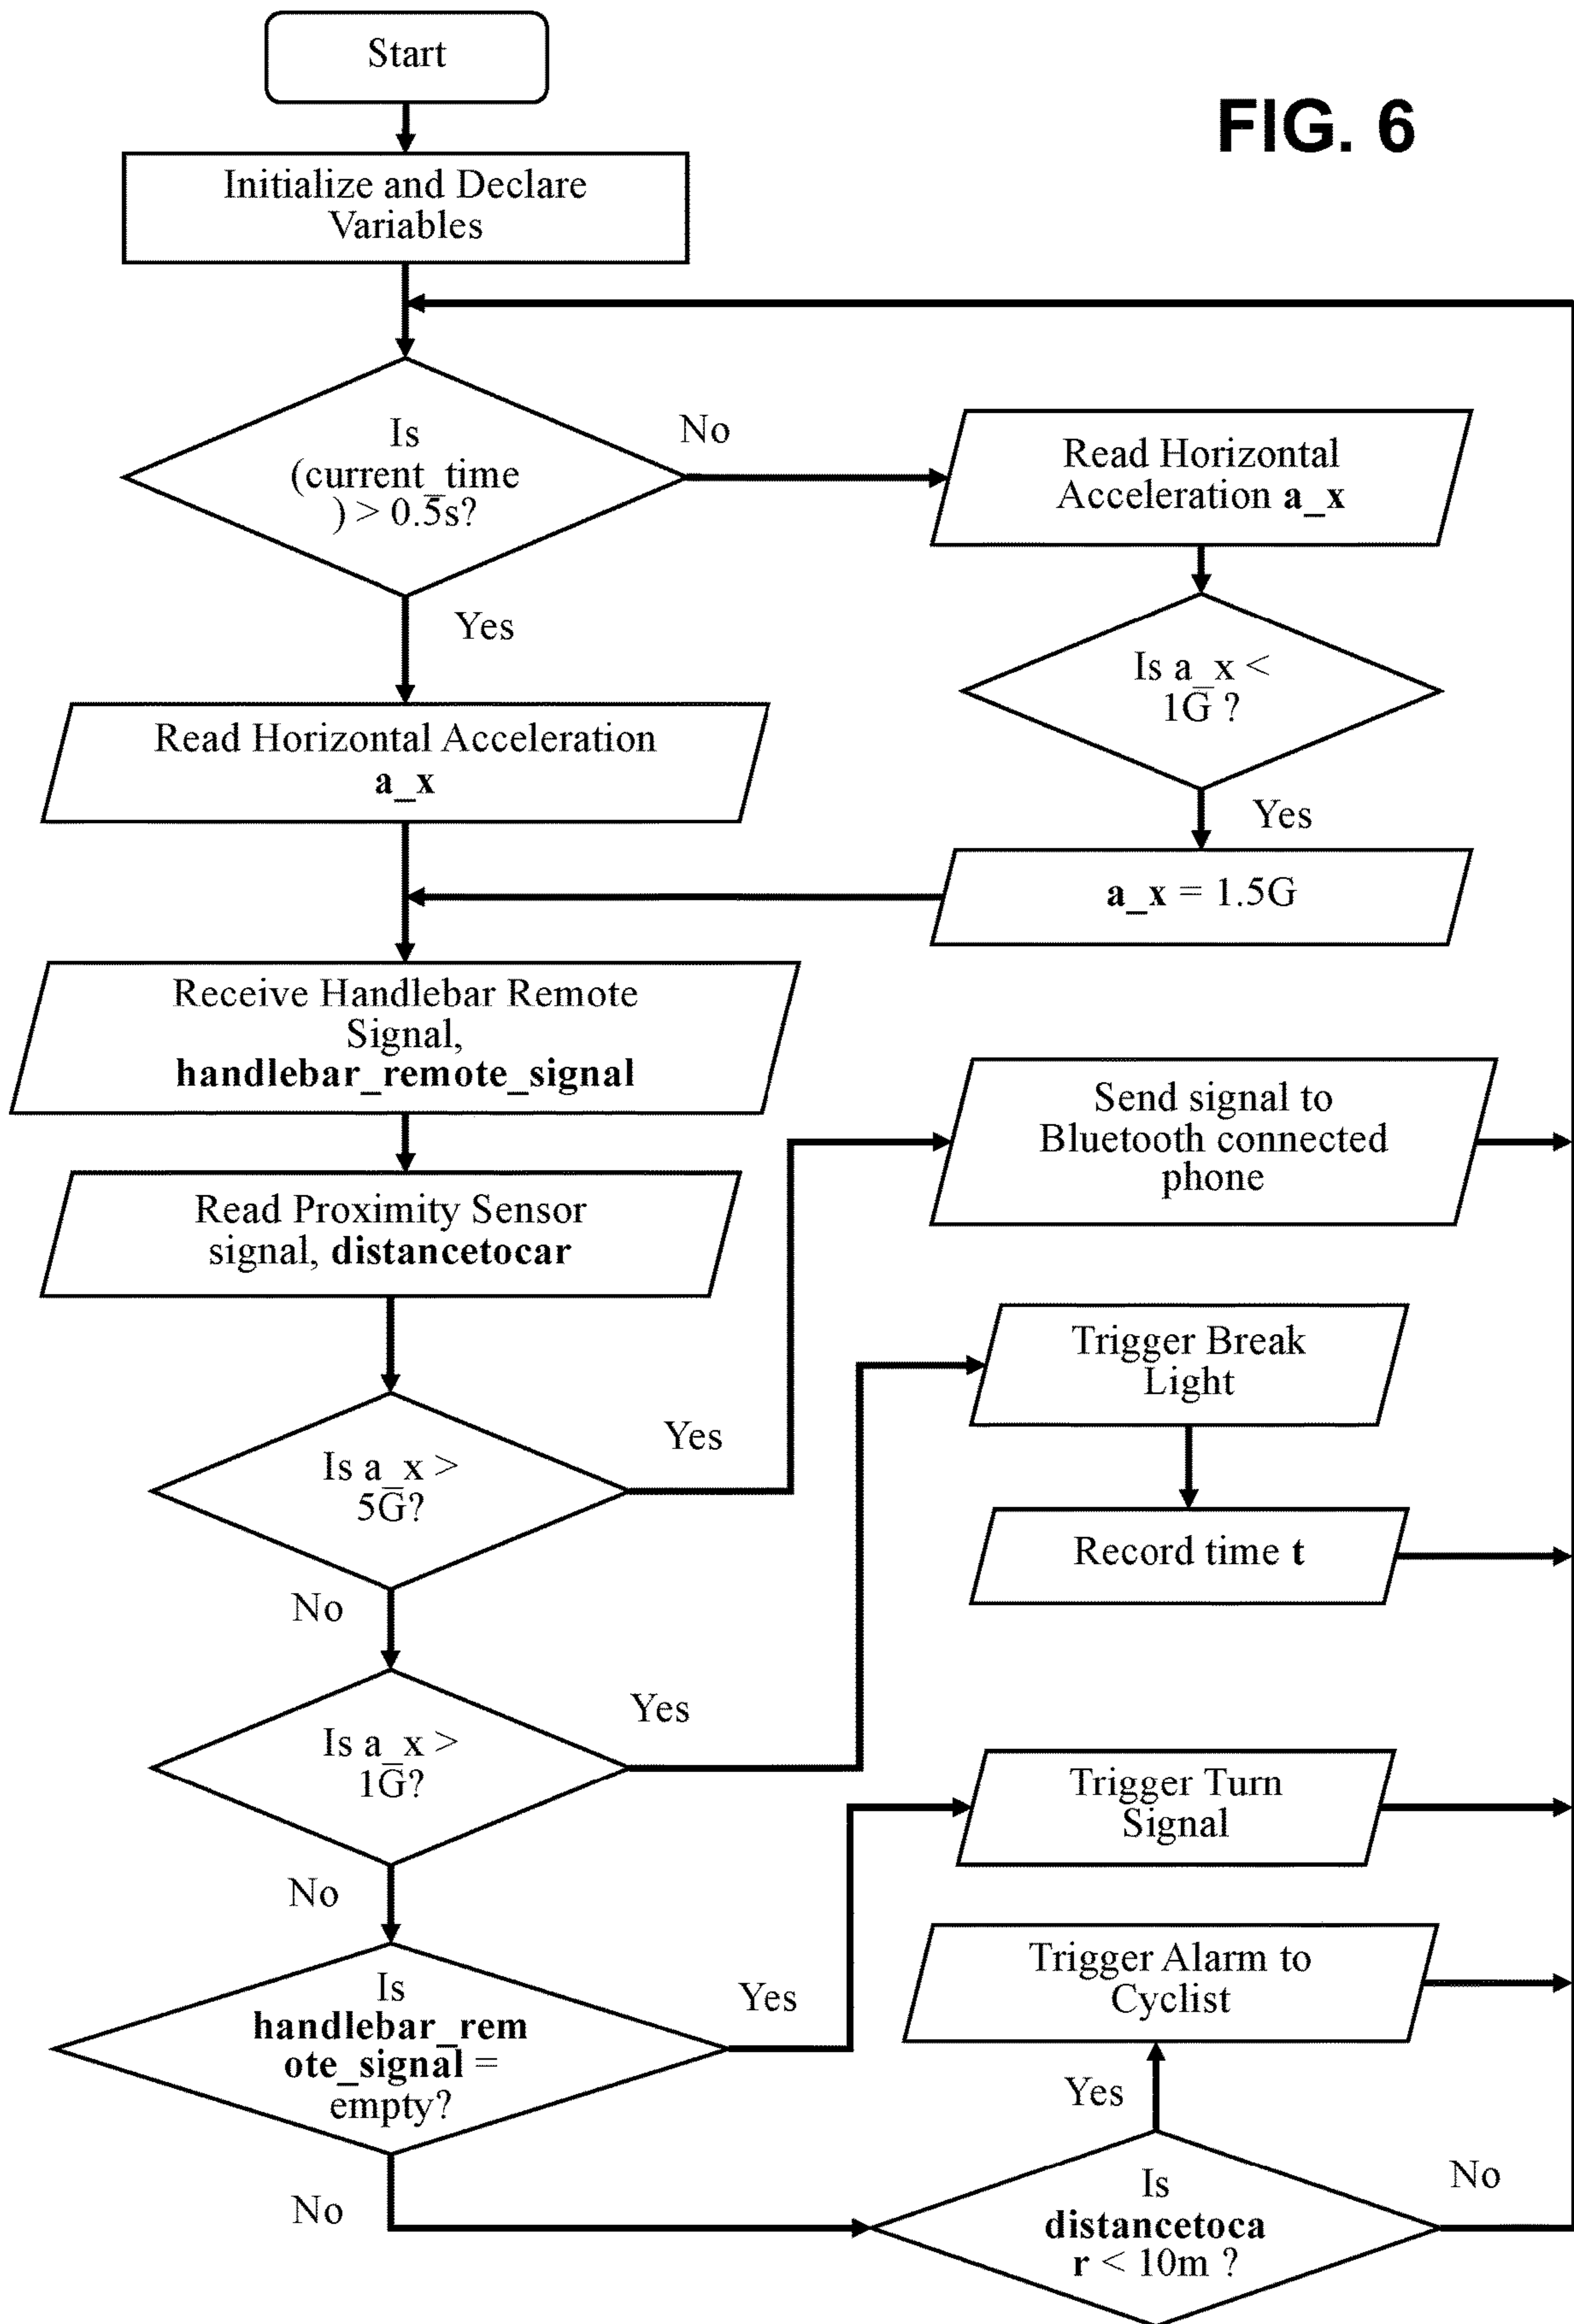 Start
FIG. 6
Initialize and Declare
Variables
Is
(current_time
) > 0.5s?
No
Read Horizontal
Acceleration a_x
Yes
Is a_x <
1G ?
Read Horizontal Acceleration
a_x
Yes
a_x = 1.5G
Receive Handlebar Remote
Signal,
handlebar_remote_signal
Send signal to
Bluetooth connected
phone
Read Proximity Sensor
signal, distancetocar
Trigger Break
Light
Is a_x >
5G?
Yes
Record time t
No
Is a_x >
1G?
Yes
Trigger Turn
Signal
No
Is
handlebar_rem
ote_signal =
empty?
Yes
Trigger Alarm to
Cyclist
Yes
No
Is
distancetoca
r < 10m ?
No